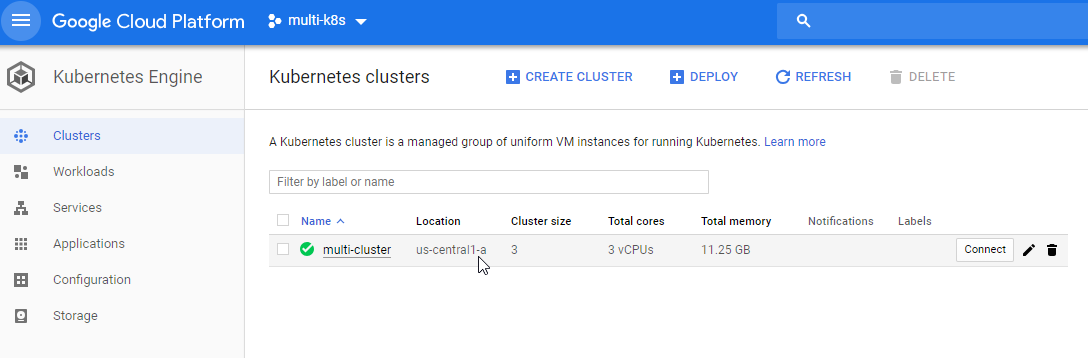 Google Cloud Platform multi-k8s
Kubernetes Engine
Kubernetes clusters CREATE CLUSTER DEPLOY REFRESH DELETE
Clusters
Workloads
Services
Applications
Configuration
Storage
A Kubernetes cluster is a managed group of uniform VM instances for running Kubernetes. Learn more
Filter by label or name
Name Location Cluster size Total cores Total memory Notifications Labels
multi-cluster us-central1-a 3 3 vCPUs 11.25 GB Connect